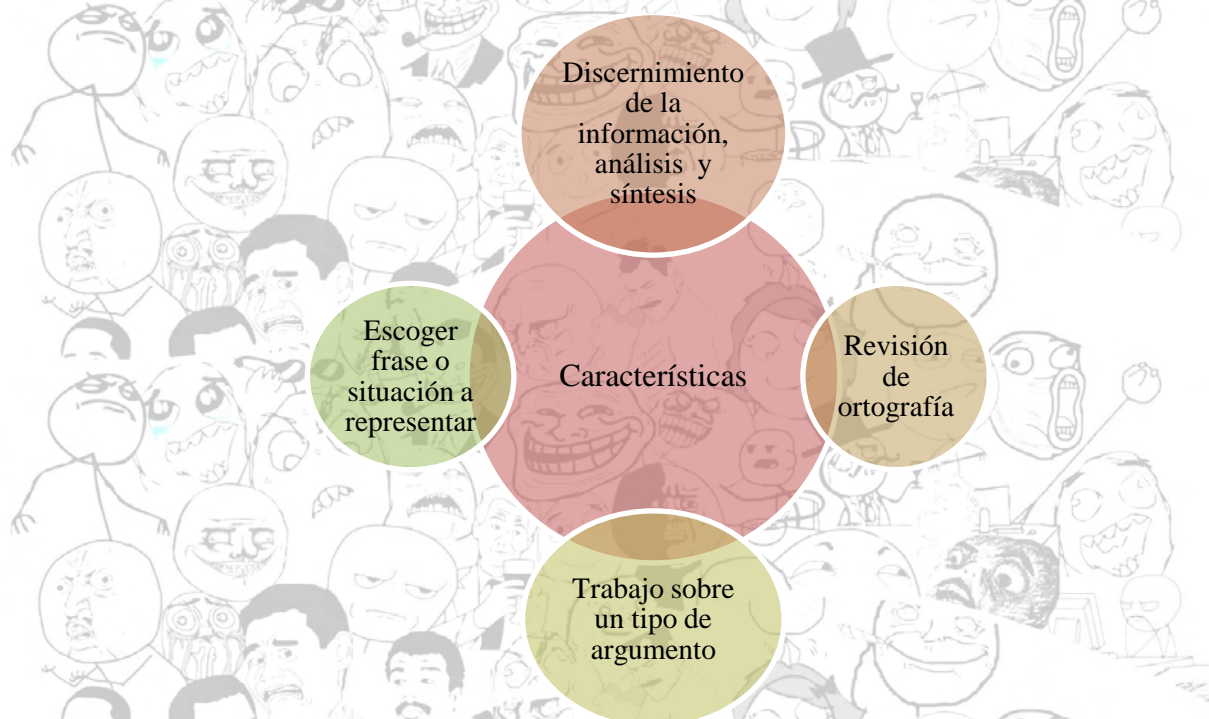 Discernimiento
de la
información,
análisis y
síntesis
Escoger
frase o
situación a
representar
Características
Revisión
de
ortografía
Trabajo sobre
un tipo de
argumento